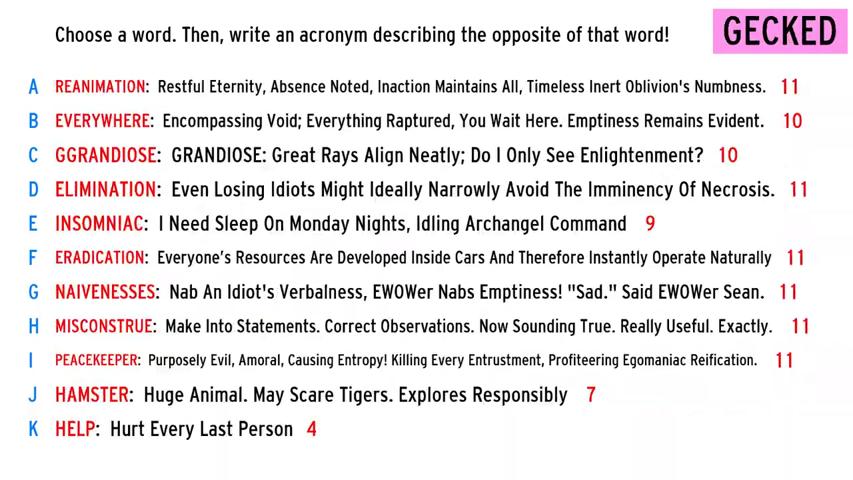 Choose a word. Then, write an acronym describing the opposite of that word!
GECKED
A REANIMATION: Restful Eternity, Absence Noted, Inaction Maintains All, Timeless Inert Oblivion's Numbness. 11
B EVERYWHERE: Encompassing Void; Everything Raptured, You Wait Here. Emptiness Remains Evident. 10
C GGRANDIOSE: GRANDIOSE: Great Rays Align Neatly; Do I Only See Enlightenment? 10
D ELIMINATION: Even Losing Idiots Might Ideally Narrowly Avoid The Imminency Of Necrosis. 11
E INSOMNIAC: I Need Sleep On Monday Nights, Idling Archangel Command 9
F ERADICATION: Everyone's Resources Are Developed Inside Cars And Therefore Instantly Operate Naturally 11
G NAIVENESSES: Nab An Idiot's Verbalness, EWOWer Nabs Emptiness! "Sad." Said EWOWer Sean. 11
H MISCONSTRUE: Make Into Statements. Correct Observations. Now Sounding True. Really Useful. Exactly. 11
I PEACEKEEPER: Purposely Evil, Amoral, Causing Entropy! Killing Every Entrustment, Profiteering Egomaniac Reification. 11
J HAMSTER: Huge Animal. May Scare Tigers. Explores Responsibly 7
K HELP: Hurt Every Last Person 4